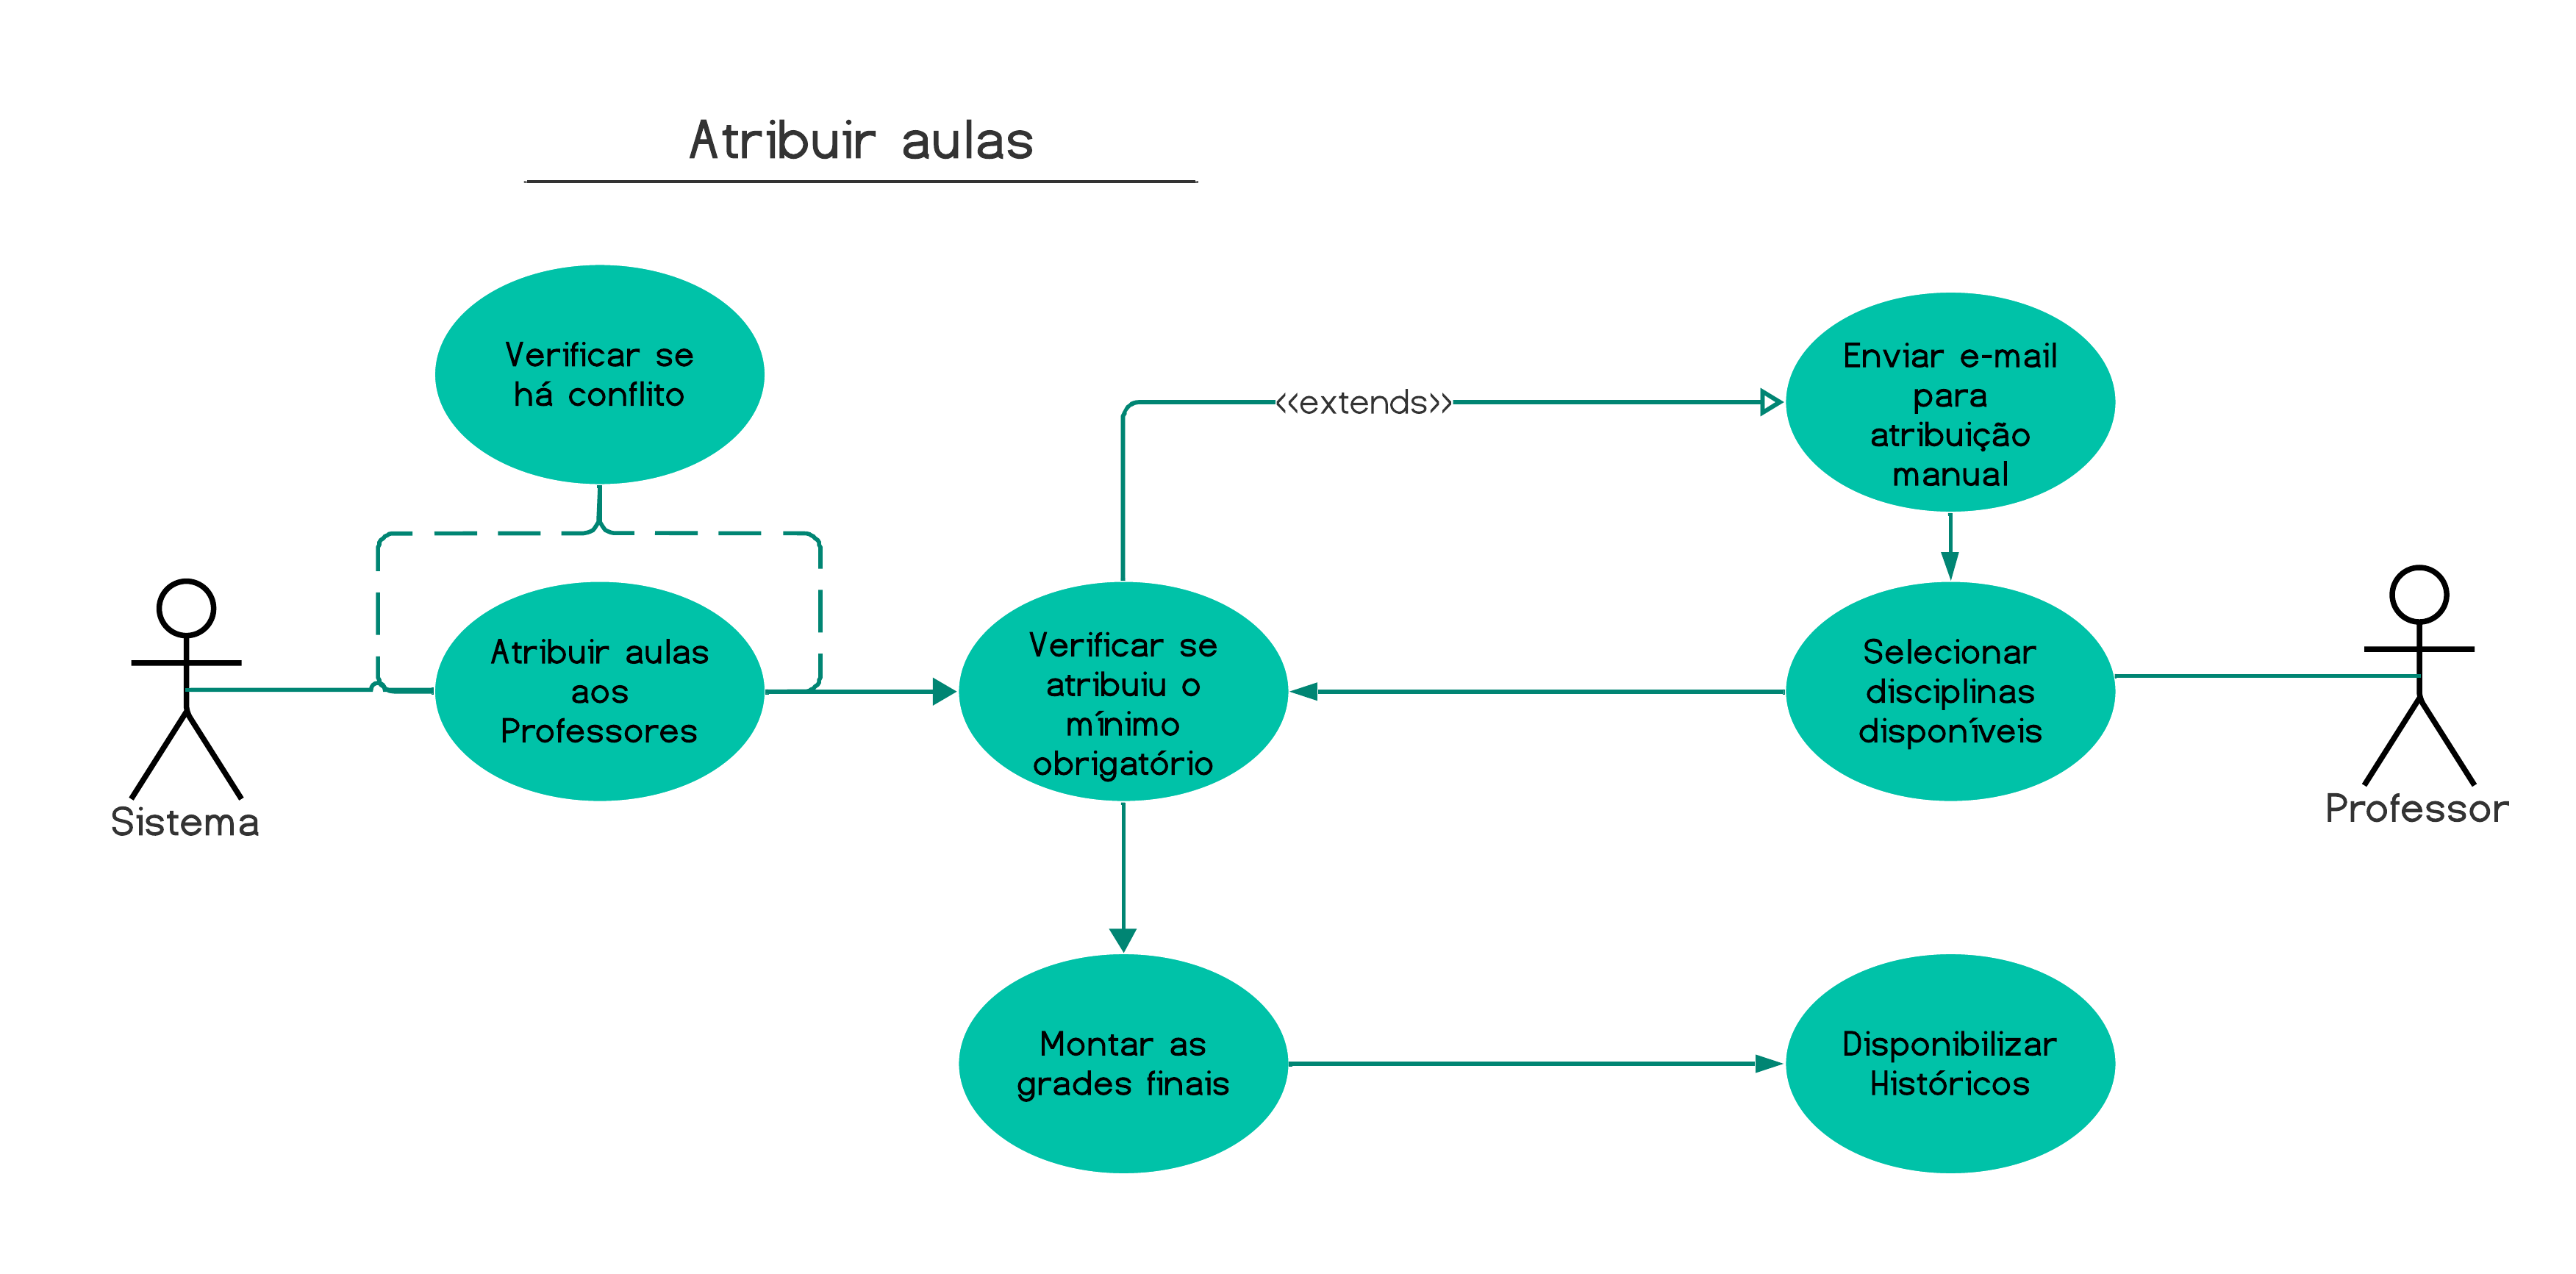 Atribuir aulas
Verificar se
há conflito
Enviar e-mail
para
atribuição
manual
<<extends>>
Atribuir aulas
aos
Professores
Verificar se
atribuiu o
mínimo
obrigatório
Selecionar
disciplinas
disponíveis
Sistema
Professor
Montar as
grades finais
Disponibilizar
Históricos